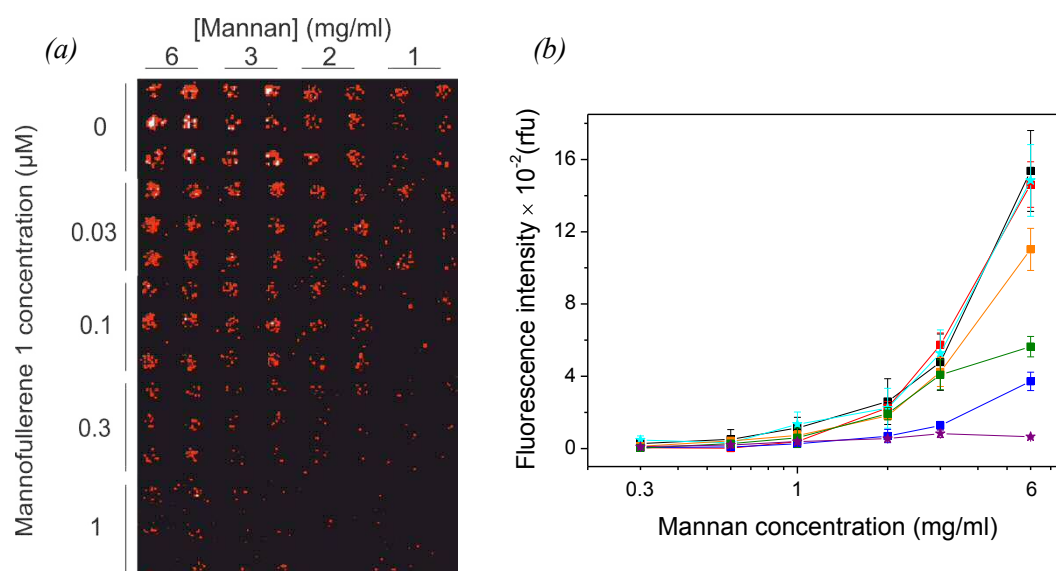 (a)
[Mannan] (mg/ml)
6 3 2 1
Mannofullerene 1 concentration (µM)
0
0.03
0.1
0.3
1
(b)
Fluorescence intensity × 10⁻²(rfu)
16
12
8
4
0
0.3 1 6
Mannan concentration (mg/ml)